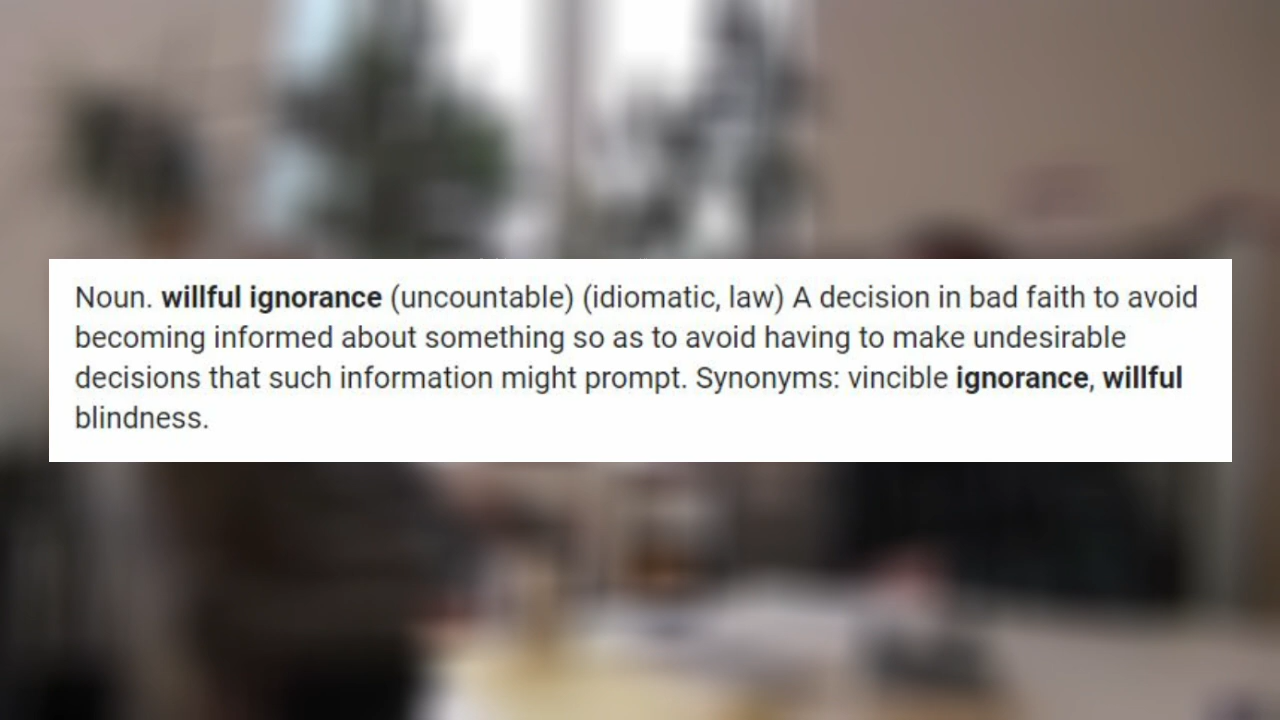 Noun. willful ignorance (uncountable) (idiomatic, law) A decision in bad faith to avoid
becoming informed about something so as to avoid having to make undesirable
decisions that such information might prompt. Synonyms: vincible ignorance, willful
blindness.